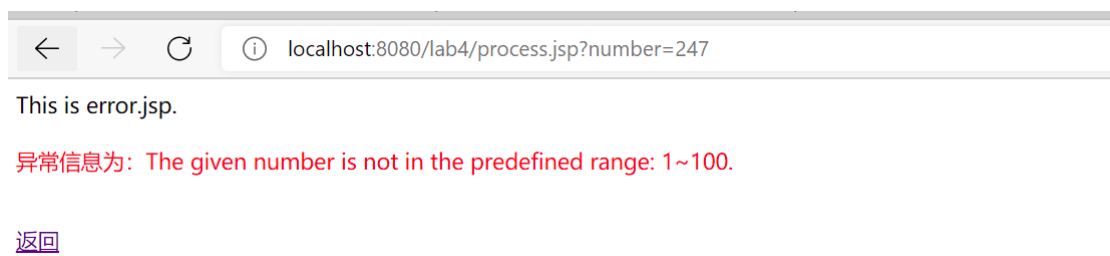 localhost:8080/lab4/process.jsp?number=247
This is error.jsp.
异常信息为：The given number is not in the predefined range: 1~100.
返回